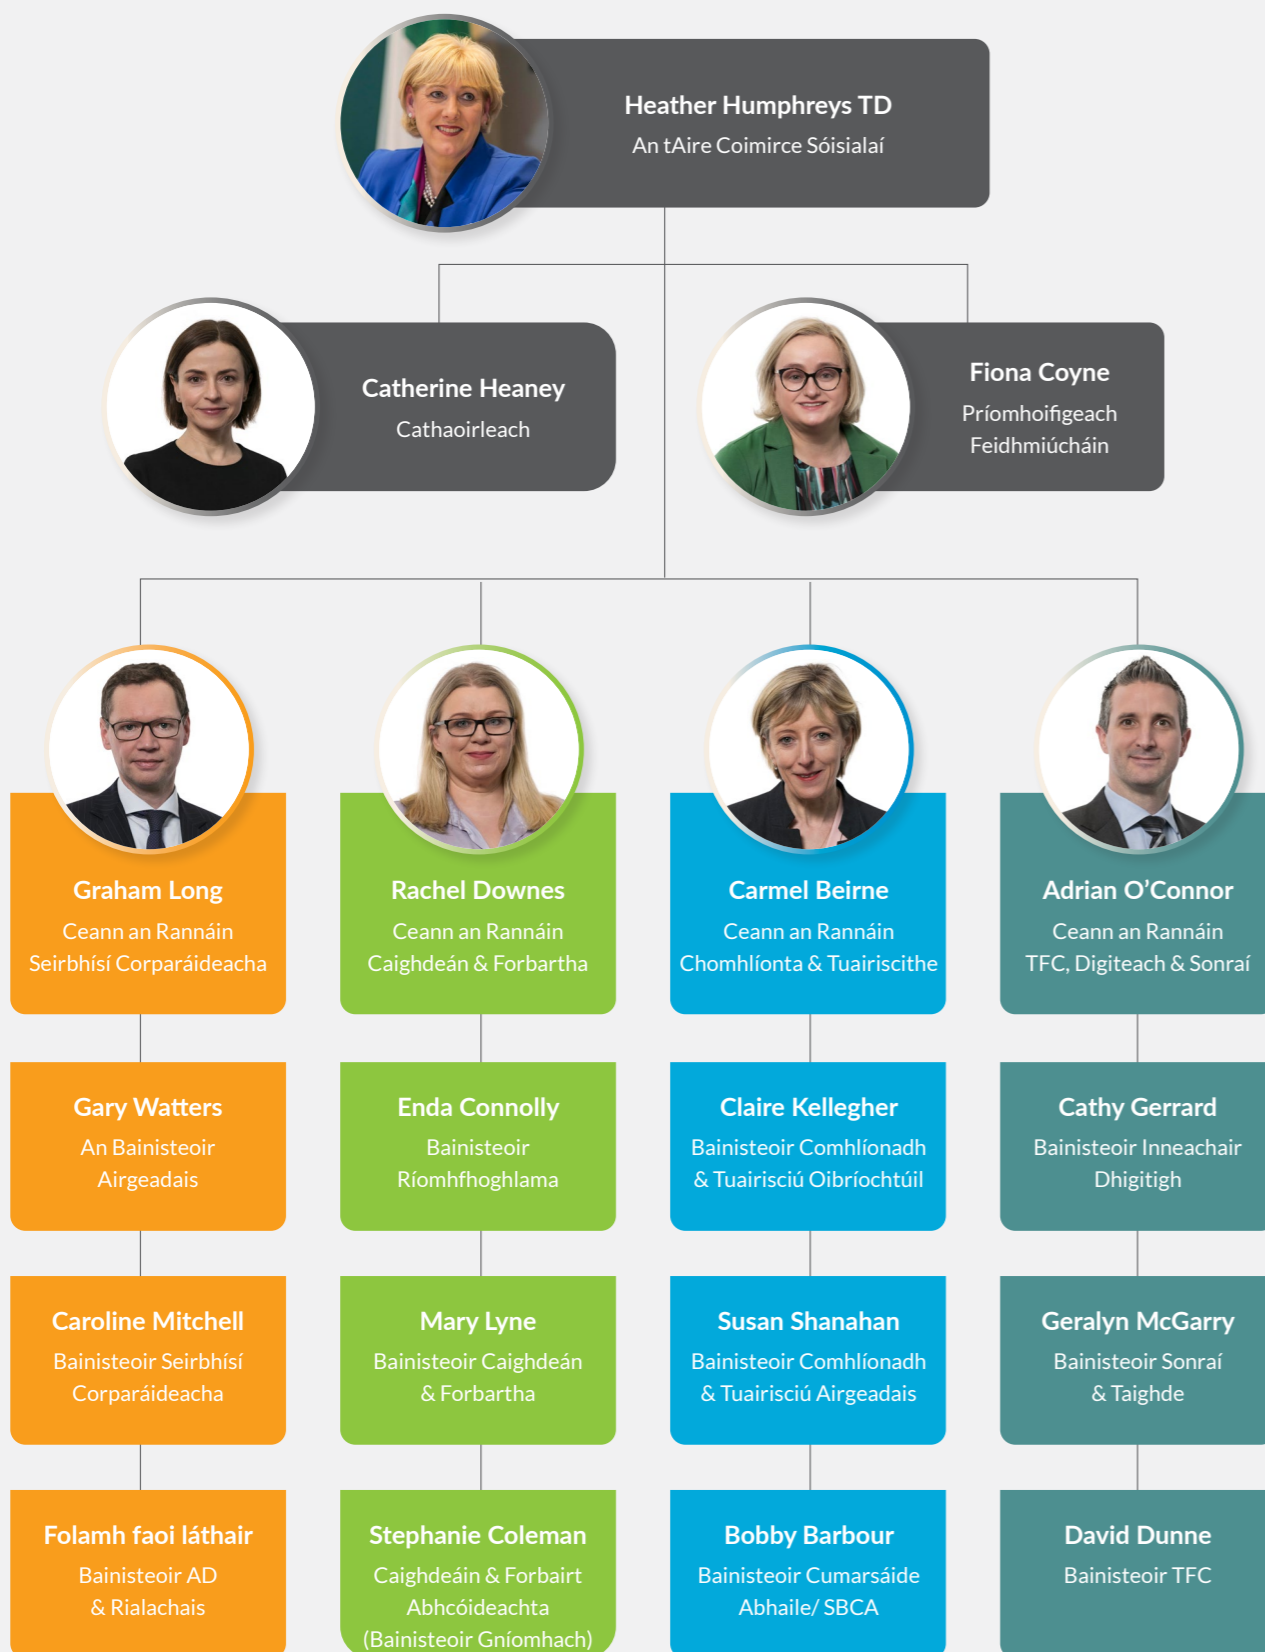 Heather Humphreys TD
An tAire Coimirce Sóisialaí
Catherine Heaney
Cathaoirleach
Fiona Coyne
Príomhoifigeach
Feidhmiúcháin
Graham Long
Ceann an Rannáin
Seirbhísí Corparáideacha
Rachel Downes
Ceann an Rannáin
Caighdeán & Forbartha
Carmel Beirne
Ceann an Rannáin
Chomhlíonta & Tuairiscithe
Adrian O’Connor
Ceann an Rannáin
TFC, Digiteach & Sonraí
Gary Watters
An Bainisteoir
Airgeadais
Enda Connolly
Bainisteoir
Ríomhfhoghlama
Claire Kellegher
Bainisteoir Comhlíonadh
& Tuairisciú Oibríochtúil
Cathy Gerrard
Bainisteoir Inneachair
Dhigitigh
Caroline Mitchell
Bainisteoir Seirbhísí
Corparáideacha
Mary Lyne
Bainisteoir Caighdeán
& Forbartha
Susan Shanahan
Bainisteoir Comhlíonadh
& Tuairisciú Airgeadais
Geralyn McGarry
Bainisteoir Sonraí
& Taighde
Folamh faoi láthair
Bainisteoir AD
& Rialachais
Stephanie Coleman
Caighdeáin & Forbairt
Abhcóideachta
(Bainisteoir Gníomhach)
Bobby Barbour
Bainisteoir Cumarsáide
Abhaile/ SBCA
David Dunne
Bainisteoir TFC